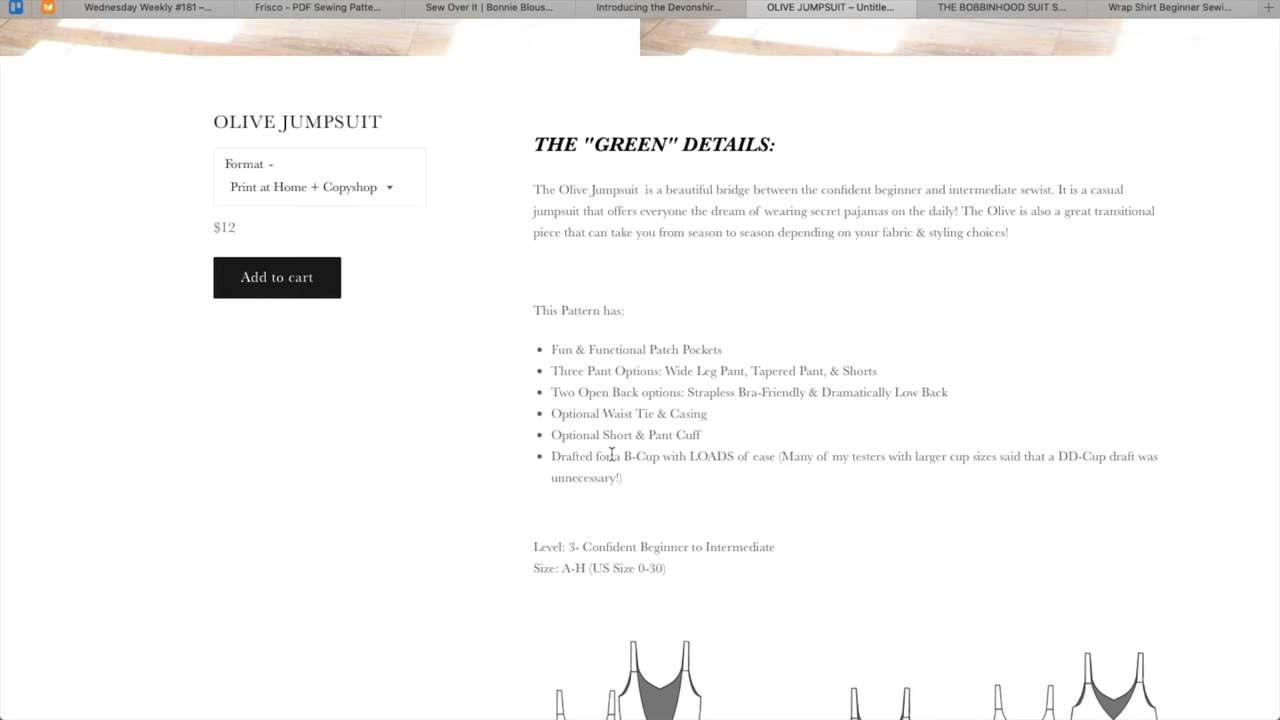 Wednesday Weekly #181 –...
Frisco - PDF Sewing Patte...
Sew Over It | Bonnie Blous...
Introducing the Devonshir...
OLIVE JUMPSUIT – Untitle...
THE BOBBINHOOD SUIT S...
Wrap Shirt Beginner Sewi...
OLIVE JUMPSUIT
Format -
Print at Home + Copyshop
$12
Add to cart
THE "GREEN" DETAILS:
The Olive Jumpsuit is a beautiful bridge between the confident beginner and intermediate sewist. It is a casual
jumpsuit that offers everyone the dream of wearing secret pajamas on the daily! The Olive is also a great transitional
piece that can take you from season to season depending on your fabric & styling choices!
This Pattern has:
• Fun & Functional Patch Pockets
• Three Pant Options: Wide Leg Pant, Tapered Pant, & Shorts
• Two Open Back options: Strapless Bra-Friendly & Dramatically Low Back
• Optional Waist Tie & Casing
• Optional Short & Pant Cuff
• Drafted for a B-Cup with LOADS of ease (Many of my testers with larger cup sizes said that a DD-Cup draft was
unnecessary!)
Level: 3- Confident Beginner to Intermediate
Size: A-H (US Size 0-30)